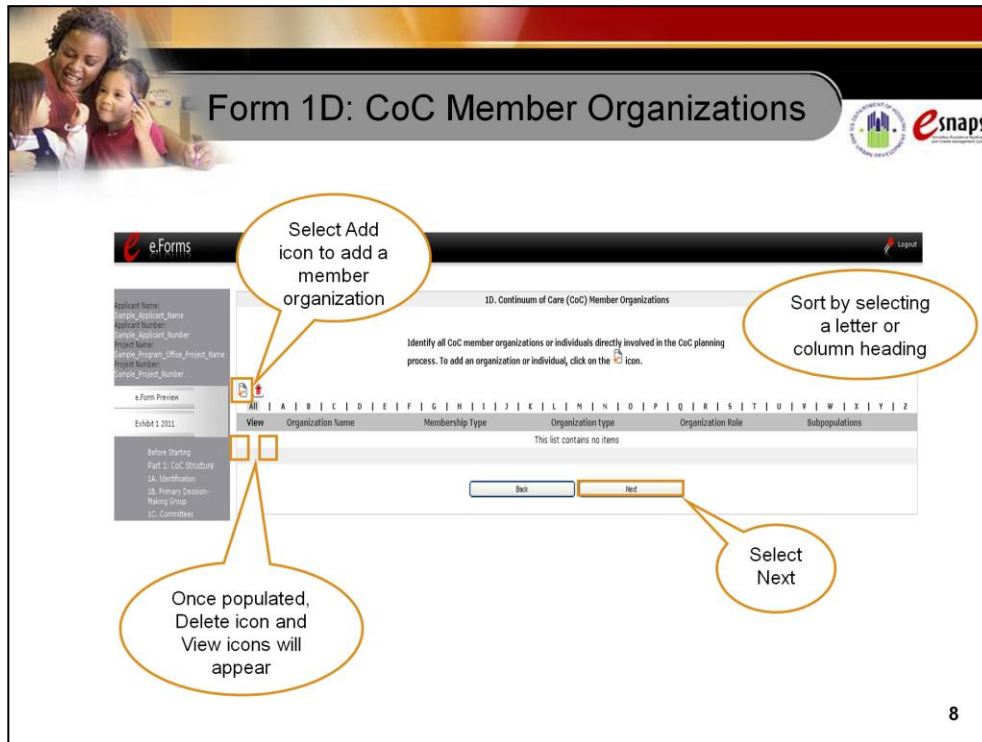 Form 1D: CoC Member Organizations
esnaps
e.Forms
Logout
Select Add
icon to add a
member
organization
Sort by selecting
a letter or
column heading
Applicant Name:
Sample_Applicant_Name
Applicant Number:
Sample_Applicant_Number
Project Name:
Sample_Program_Office_Project_Name
Project Number:
Sample_Project_Number
e.Form Preview
Exhibit 1 2011
Before Starting
Part 1: CoC Structure
1A. Identification
1B. Primary Decision-
Making Group
1C. Committees
1D. Continuum of Care (CoC) Member Organizations
Identify all CoC member organizations or individuals directly involved in the CoC planning
process. To add an organization or individual, click on the icon.
All | A | B | C | D | E | F | G | H | I | J | K | L | M | N | O | P | Q | R | S | T | U | V | W | X | Y | Z
View Organization Name Membership Type Organization type Organization Role Subpopulations
This list contains no items
Back Next
Select
Next
Once populated,
Delete icon and
View icons will
appear
8